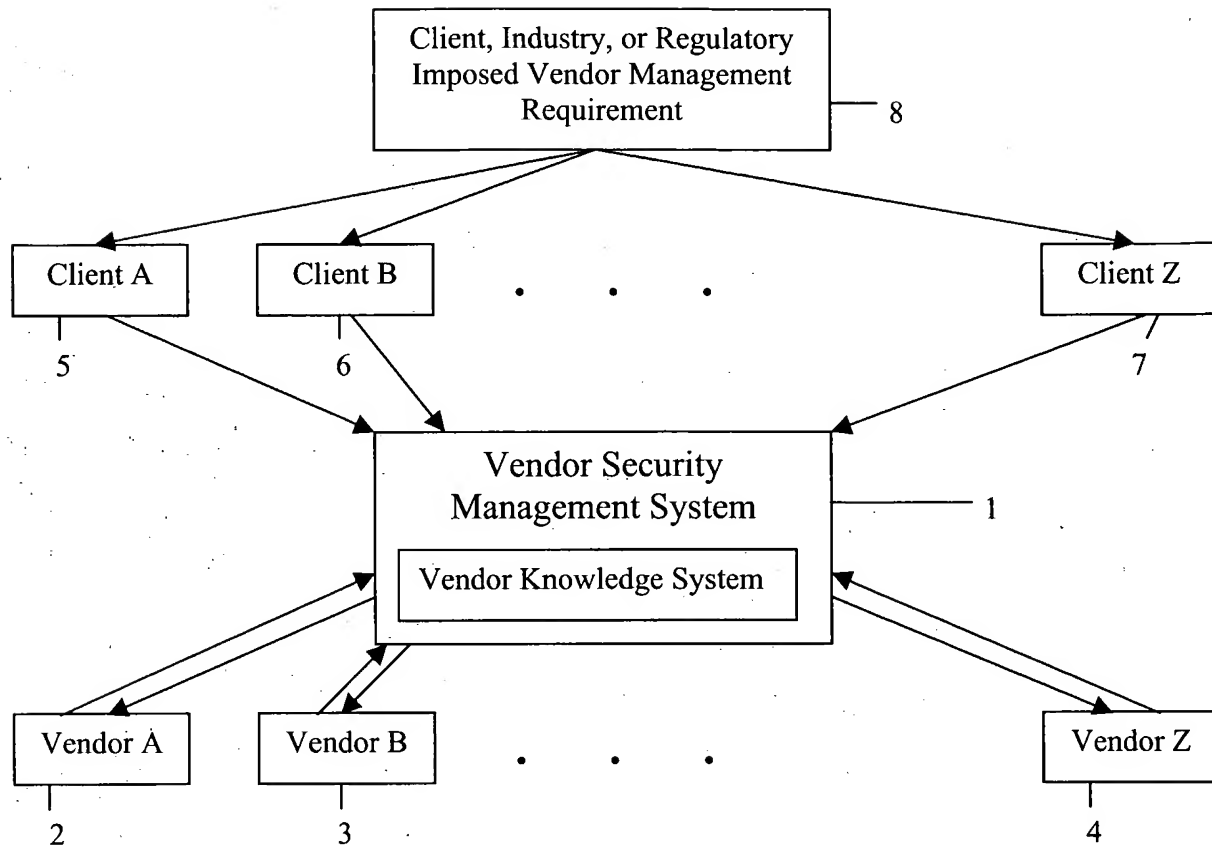 Client, Industry, or Regulatory
Imposed Vendor Management
Requirement
8
Client A
Client B
Client Z
5
6
7
Vendor Security
Management System
1
Vendor Knowledge System
Vendor A
Vendor B
Vendor Z
2
3
4